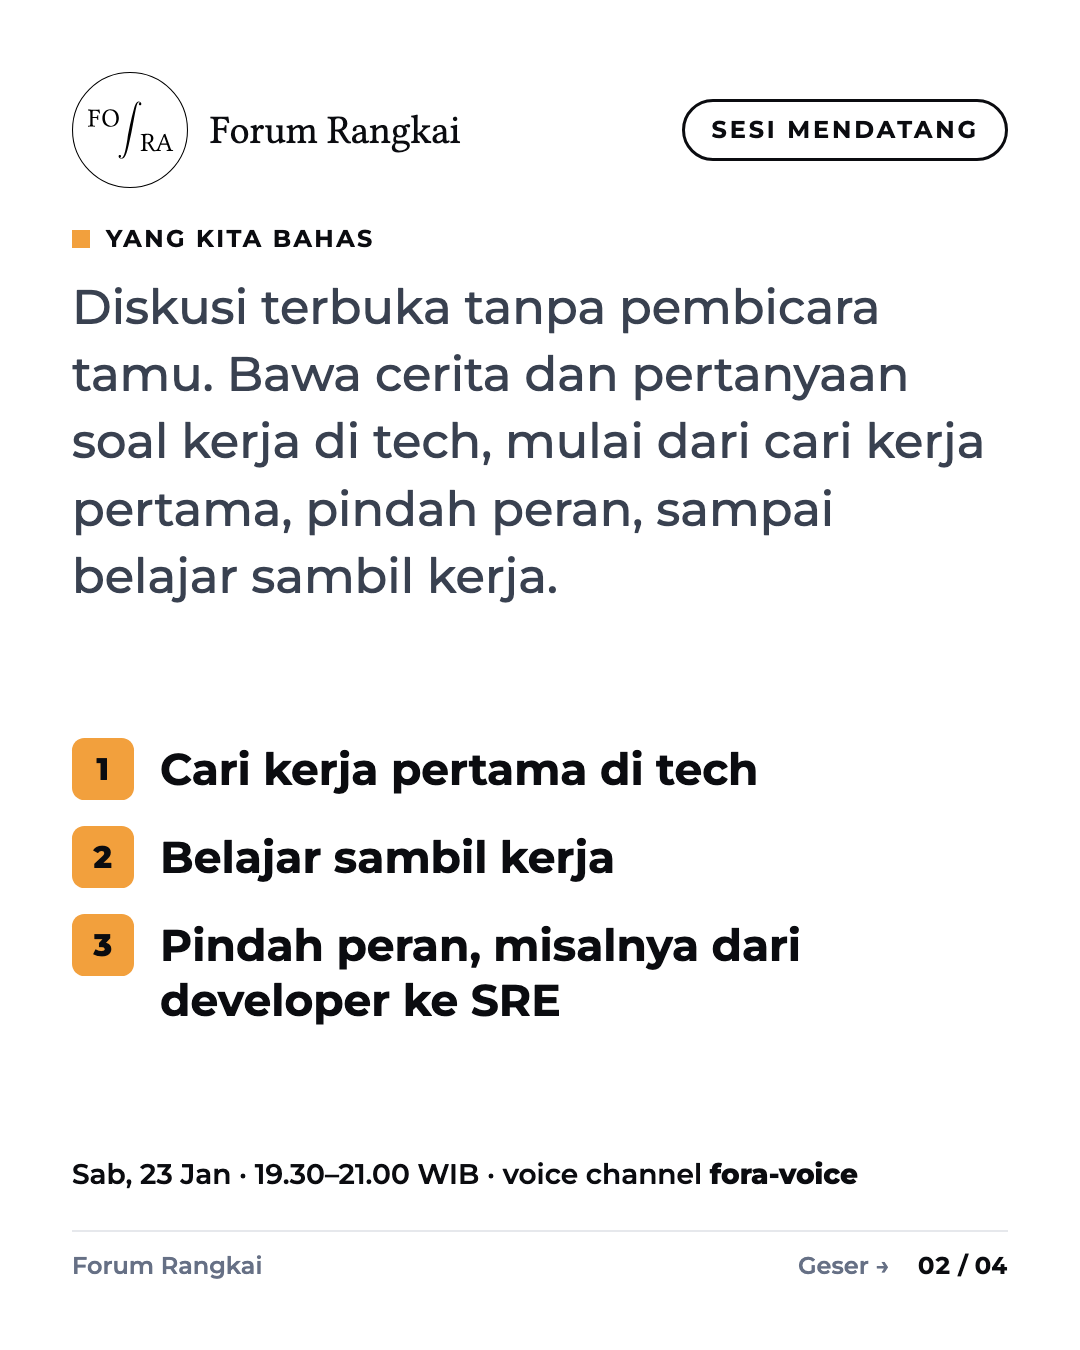 FO
RA
Forum Rangkai
SESI MENDATANG
YANG KITA BAHAS
Diskusi terbuka tanpa pembicara
tamu. Bawa cerita dan pertanyaan
soal kerja di tech, mulai dari cari kerja
pertama, pindah peran, sampai
belajar sambil kerja.
1 Cari kerja pertama di tech
2 Belajar sambil kerja
3 Pindah peran, misalnya dari
developer ke SRE
Sab, 23 Jan · 19.30–21.00 WIB · voice channel fora-voice
Forum Rangkai
Geser → 02 / 04